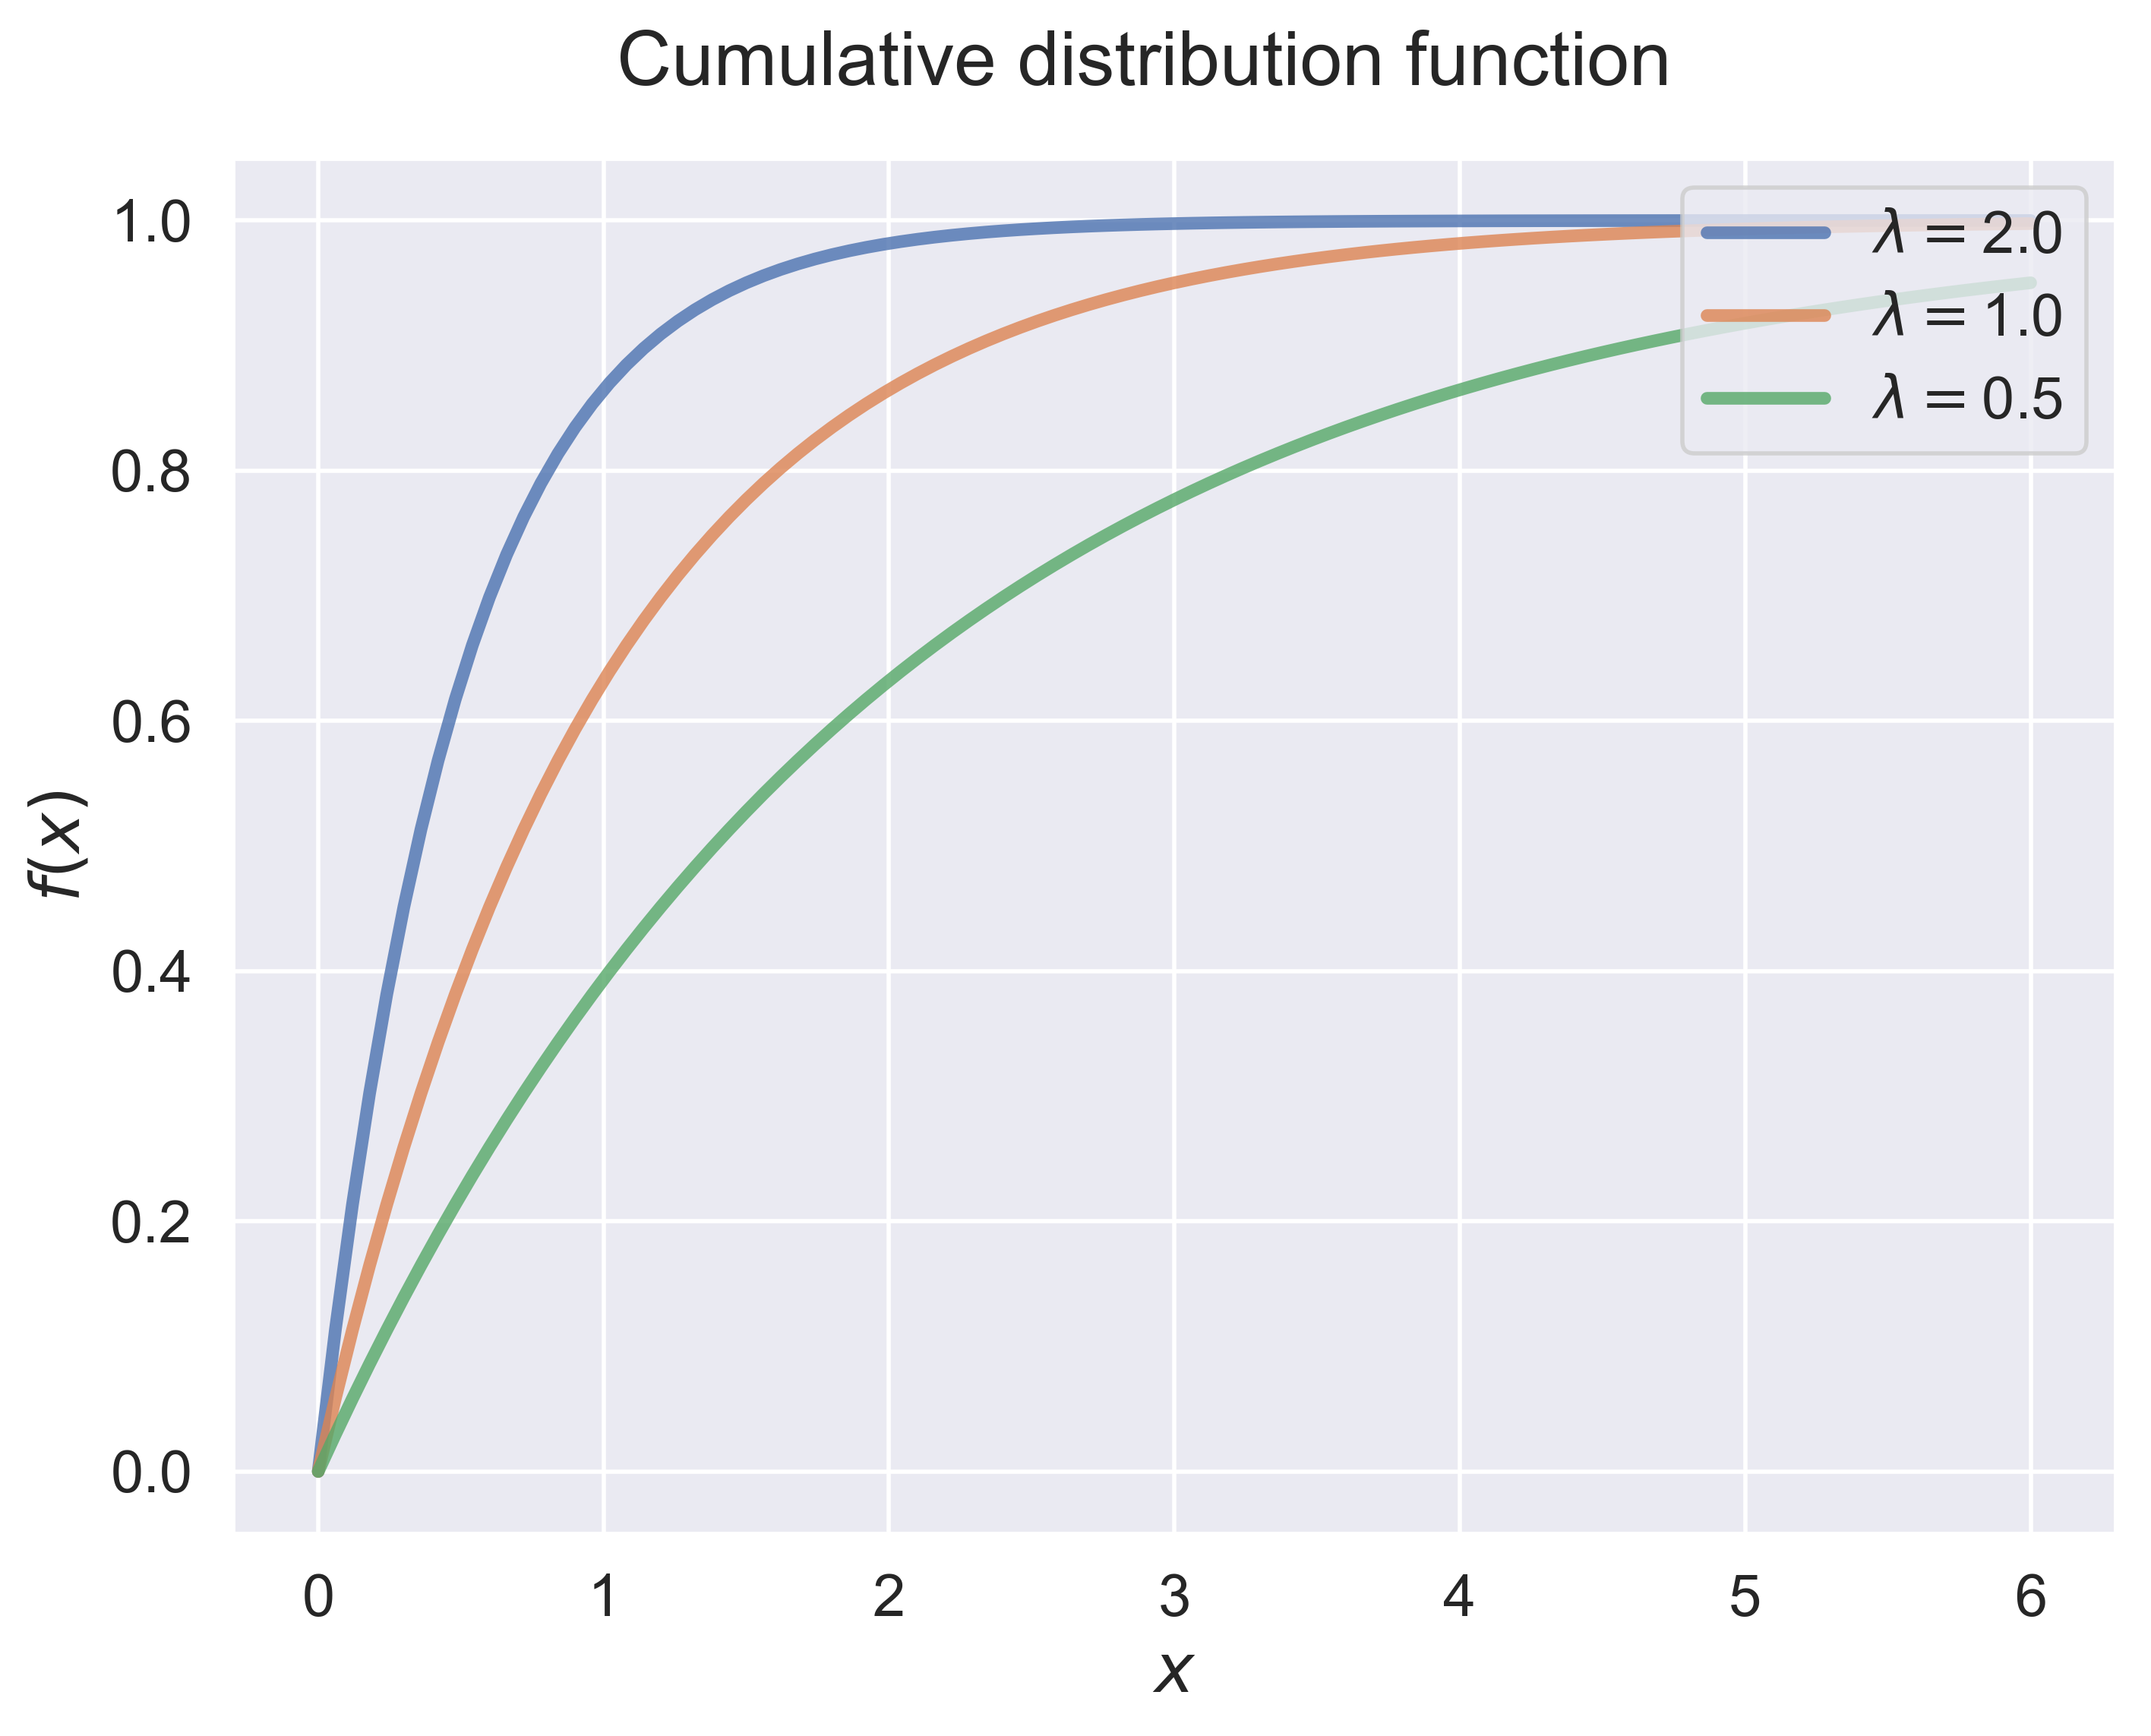 Cumulative distribution function
1.0
0.8
0.6
0.4
0.2
0.0
f(x)
λ = 2.0
λ = 1.0
λ = 0.5
0 1 2 3 4 5 6
x